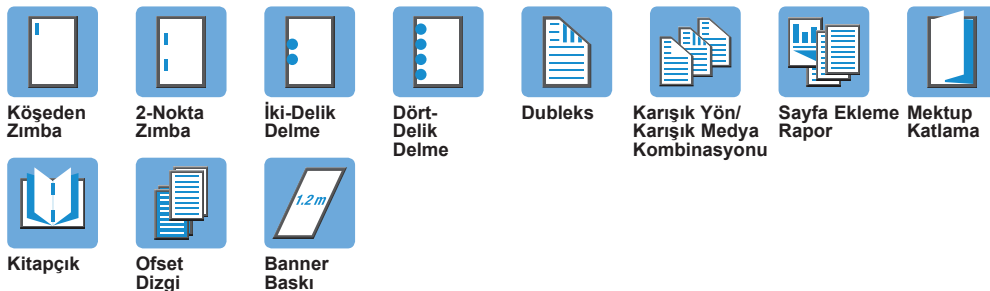 Köşeden
Zımba
2-Nokta
Zımba
İki-Delik
Delme
Dört-
Delik
Delme
Dubleks
Karışık Yön/
Karışık Medya
Kombinasyonu
Sayfa Ekleme
Rapor
Mektup
Katlama
Kitapçık
Ofset
Dizgi
1.2 m
Banner
Baskı